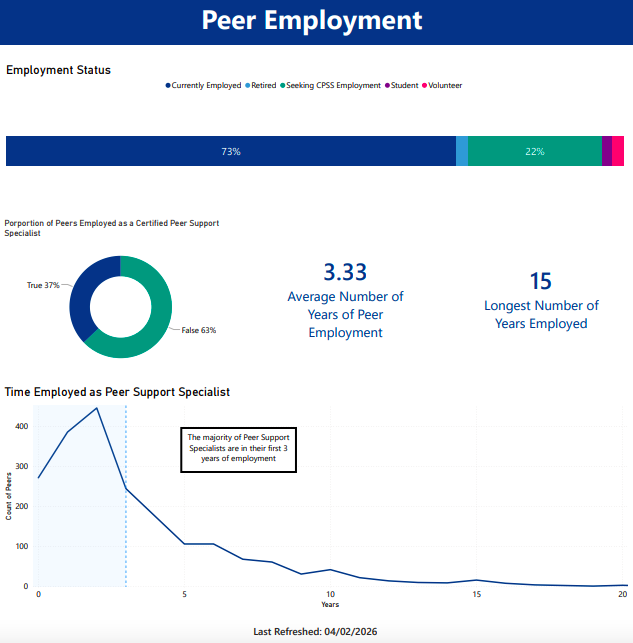 Peer Employment
Employment Status
Currently Employed Retired Seeking CPSS Employment Student Volunteer
73%
22%
Porportion of Peers Employed as a Certified Peer Support
Specialist
True 37%
False 63%
3.33
Average Number of
Years of Peer
Employment
15
Longest Number of
Years Employed
Time Employed as Peer Support Specialist
The majority of Peer Support
Specialists are in their first 3
years of employment
Count of Peers
400
300
200
100
0
0 5 10 15 20
Years
Last Refreshed: 04/02/2026